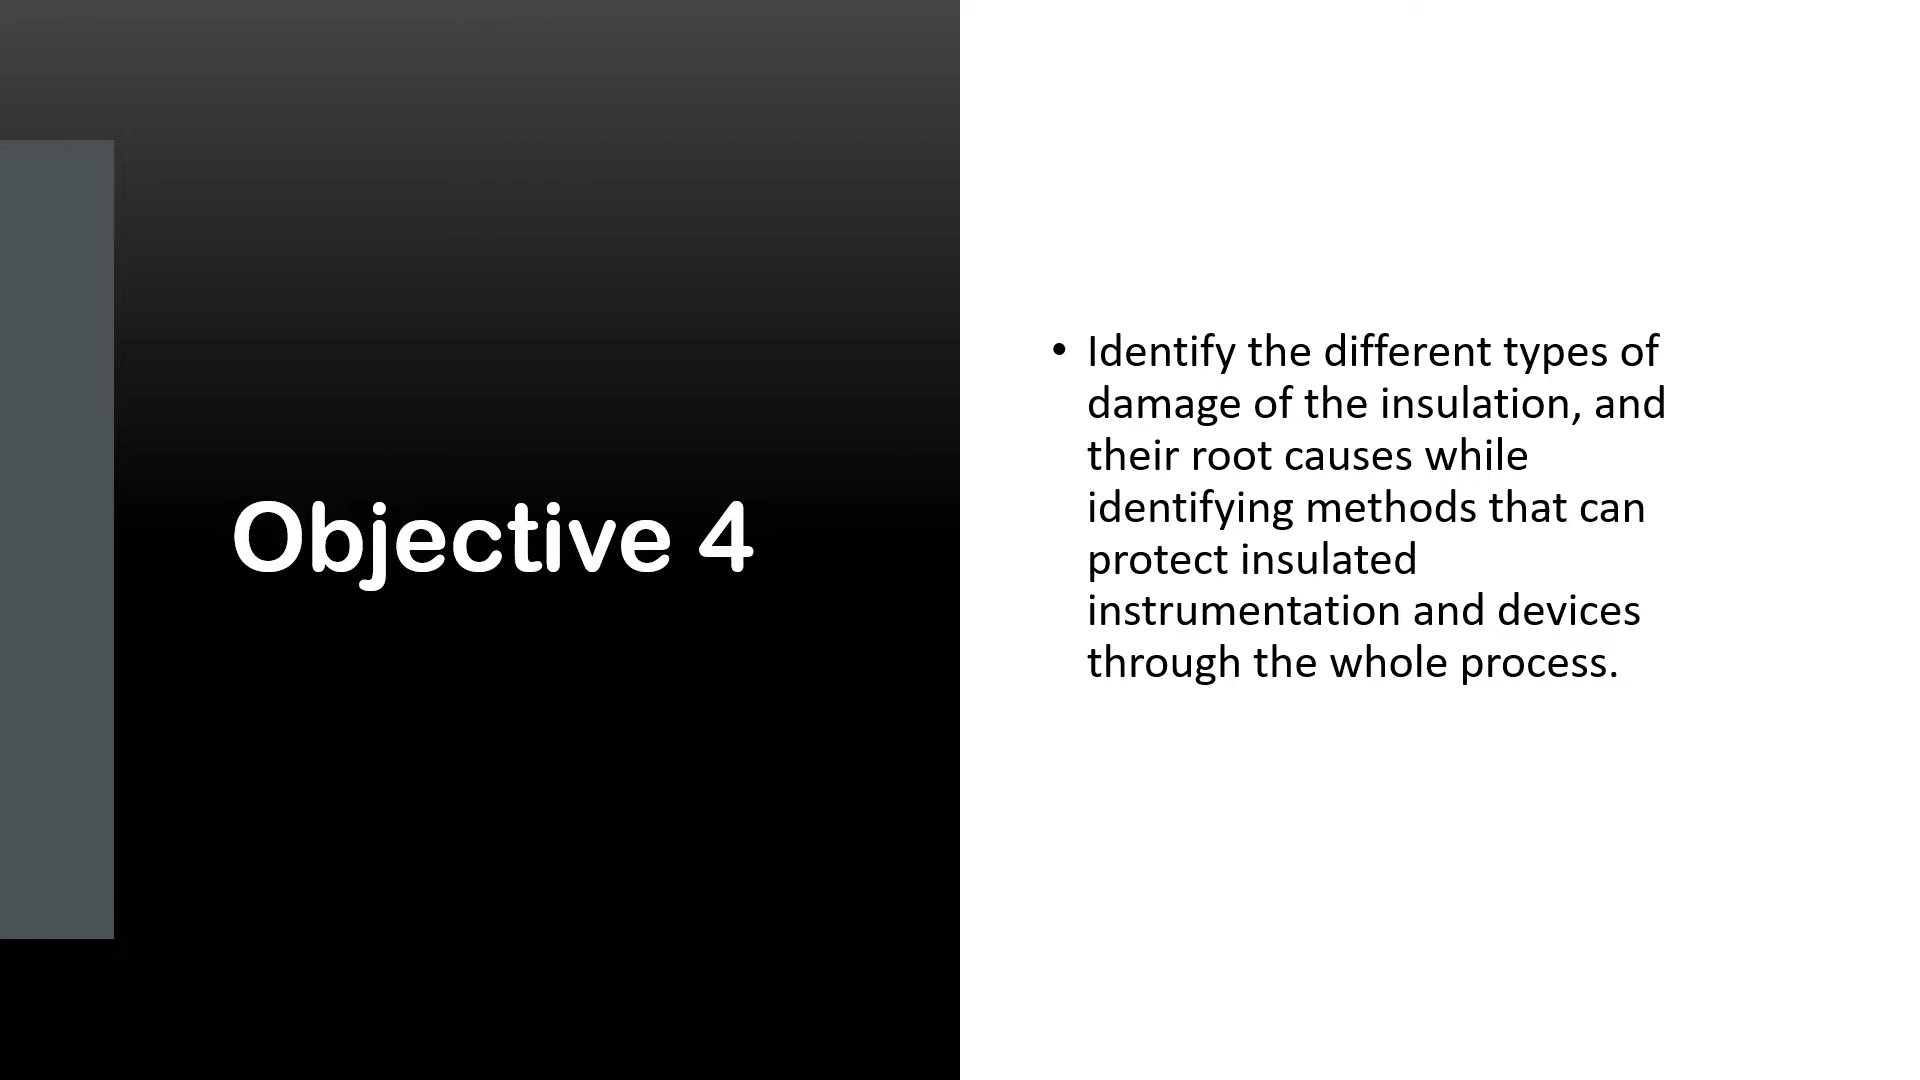 Objective 4
• Identify the different types of
damage of the insulation, and
their root causes while
identifying methods that can
protect insulated
instrumentation and devices
through the whole process.